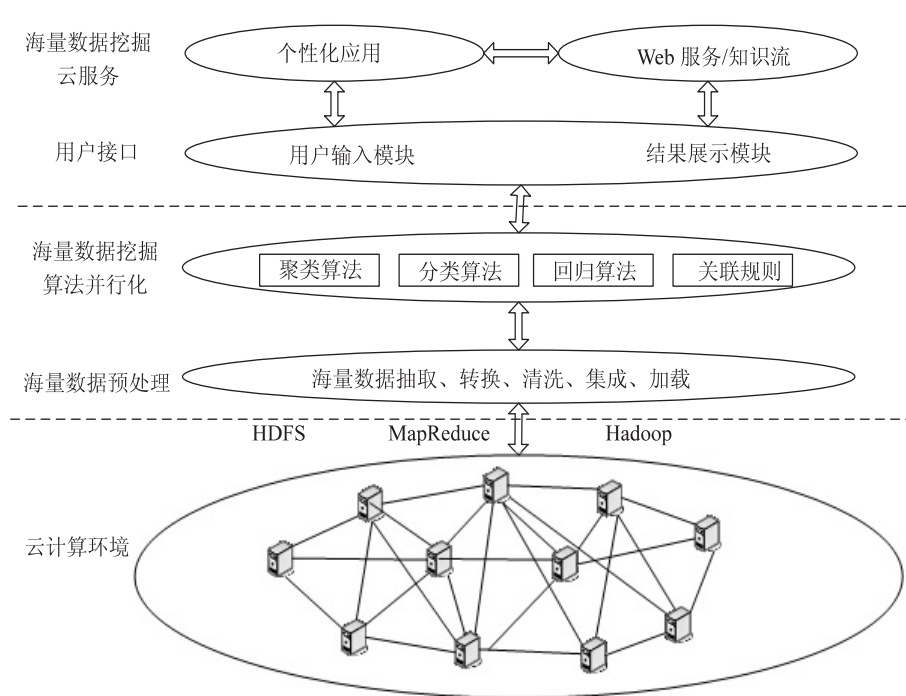 海量数据挖掘
云服务
个性化应用
Web 服务/知识流
用户接口
用户输入模块
结果展示模块
海量数据挖掘
算法并行化
聚类算法
分类算法
回归算法
关联规则
海量数据预处理
海量数据抽取、转换、清洗、集成、加载
HDFS
MapReduce
Hadoop
云计算环境